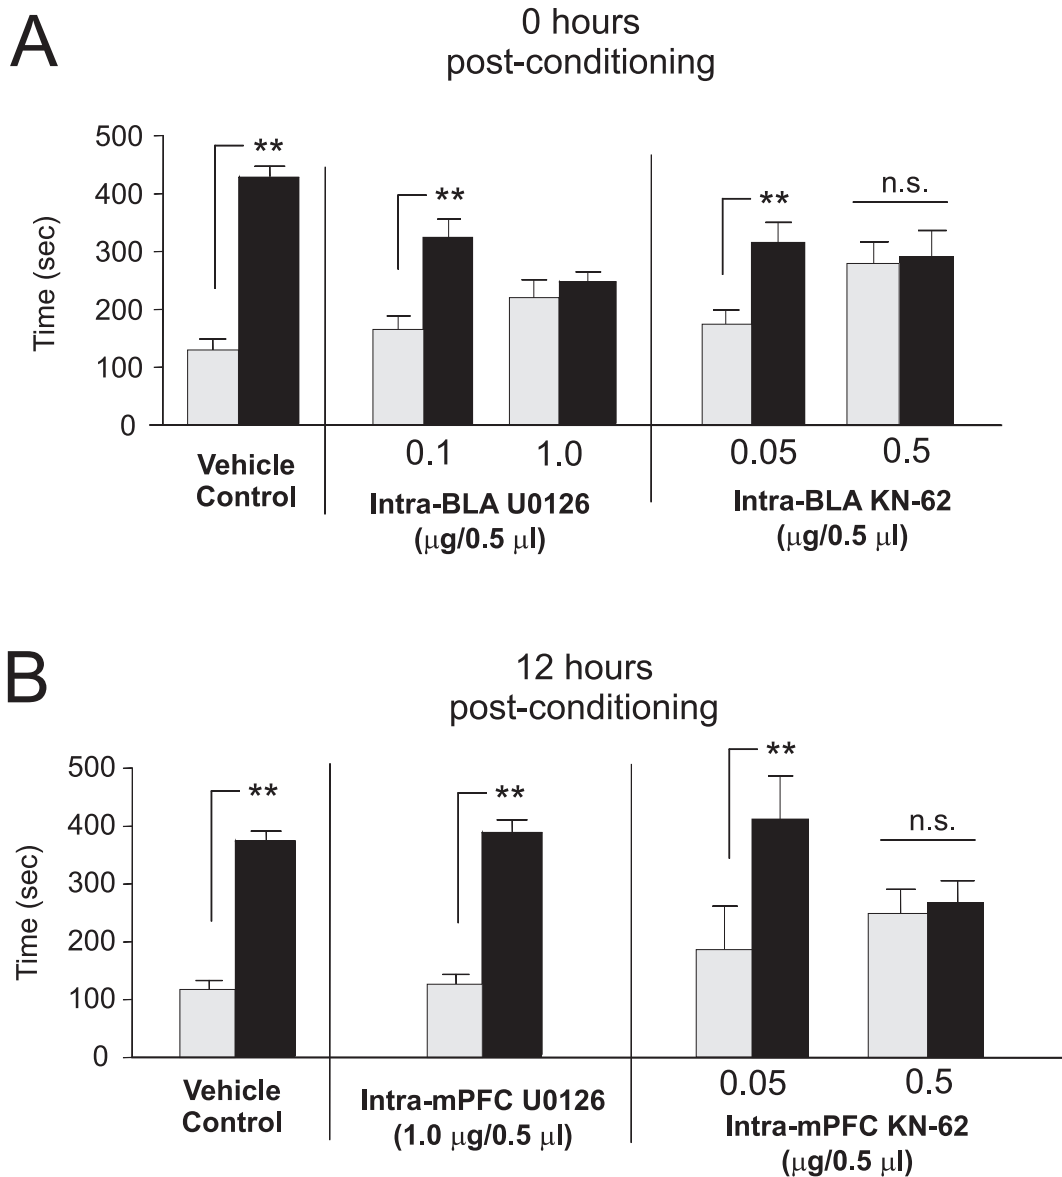 A
0 hours
post-conditioning
Time (sec)
500
400
300
200
100
0
**
**
**
n.s.
0.1
1.0
0.05
0.5
Vehicle
Control
Intra-BLA U0126
(μg/0.5 μl)
Intra-BLA KN-62
(μg/0.5 μl)
B
12 hours
post-conditioning
Time (sec)
500
400
300
200
100
0
**
**
**
n.s.
0.05
0.5
Vehicle
Control
Intra-mPFC U0126
(1.0 μg/0.5 μl)
Intra-mPFC KN-62
(μg/0.5 μl)